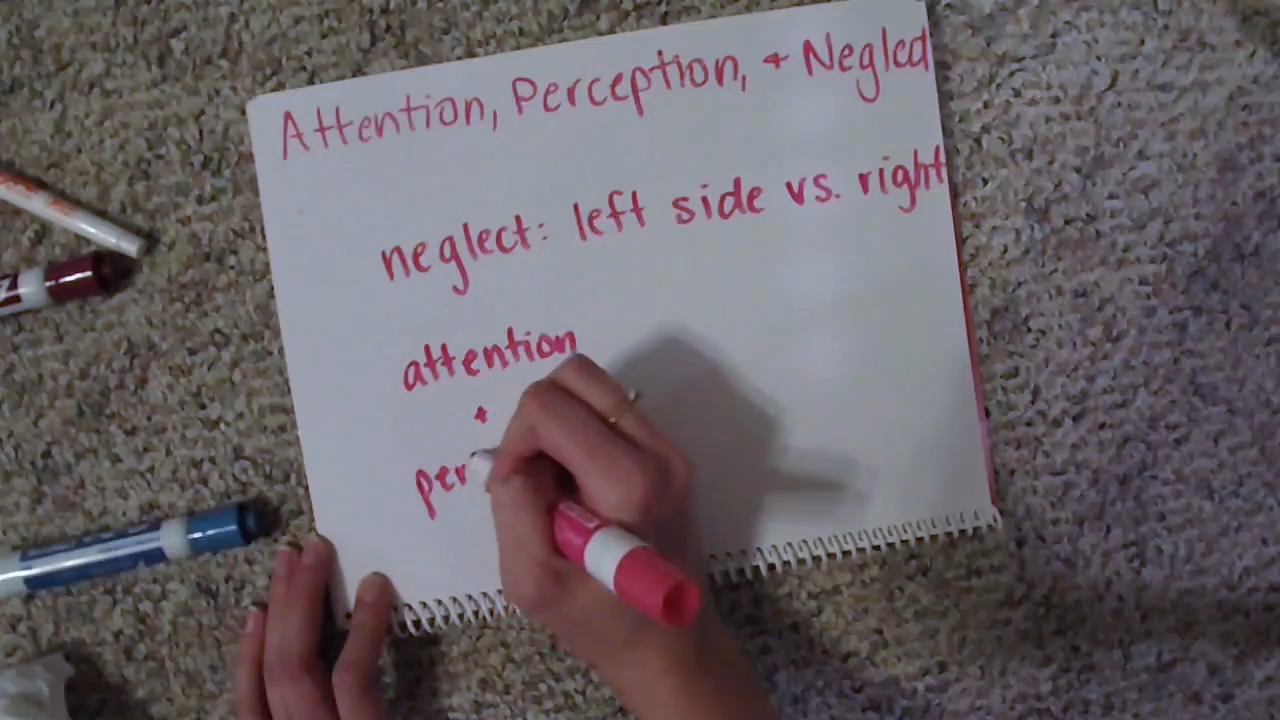 Attention, Perception, + Neglect
neglect: left side vs. right
attention
+
per